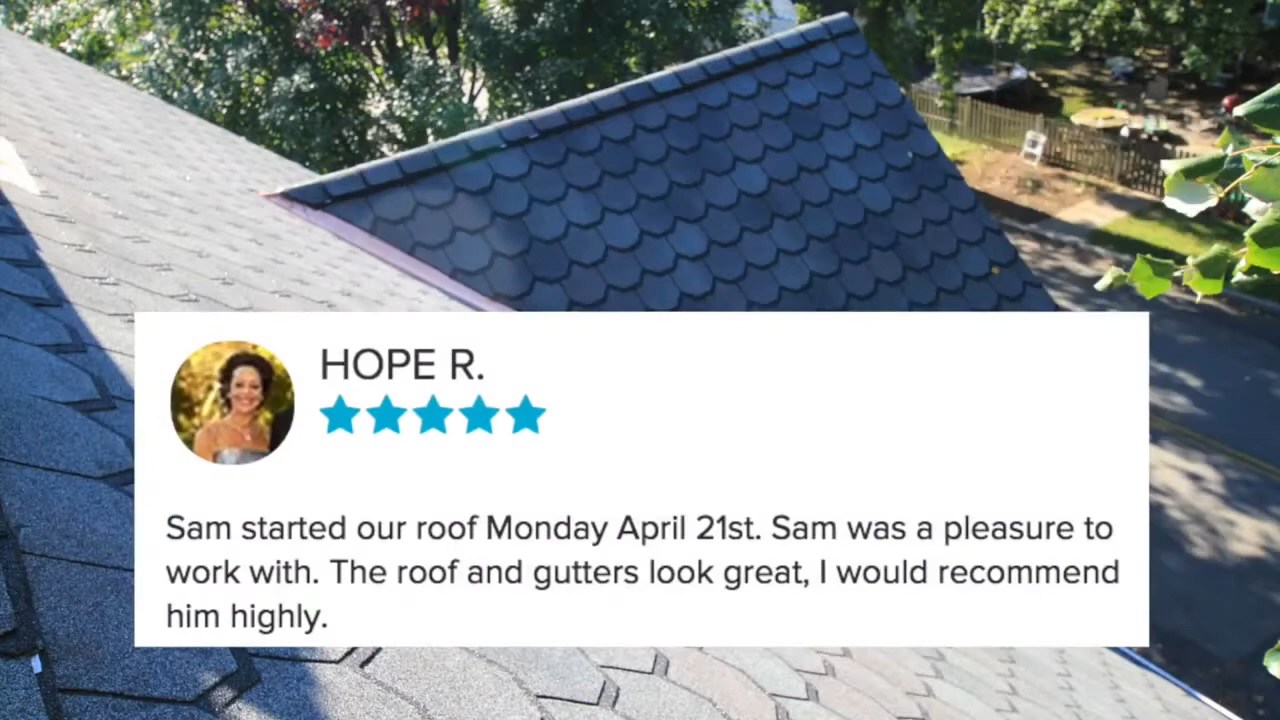 HOPE R.
Sam started our roof Monday April 21st. Sam was a pleasure to
work with. The roof and gutters look great, I would recommend
him highly.